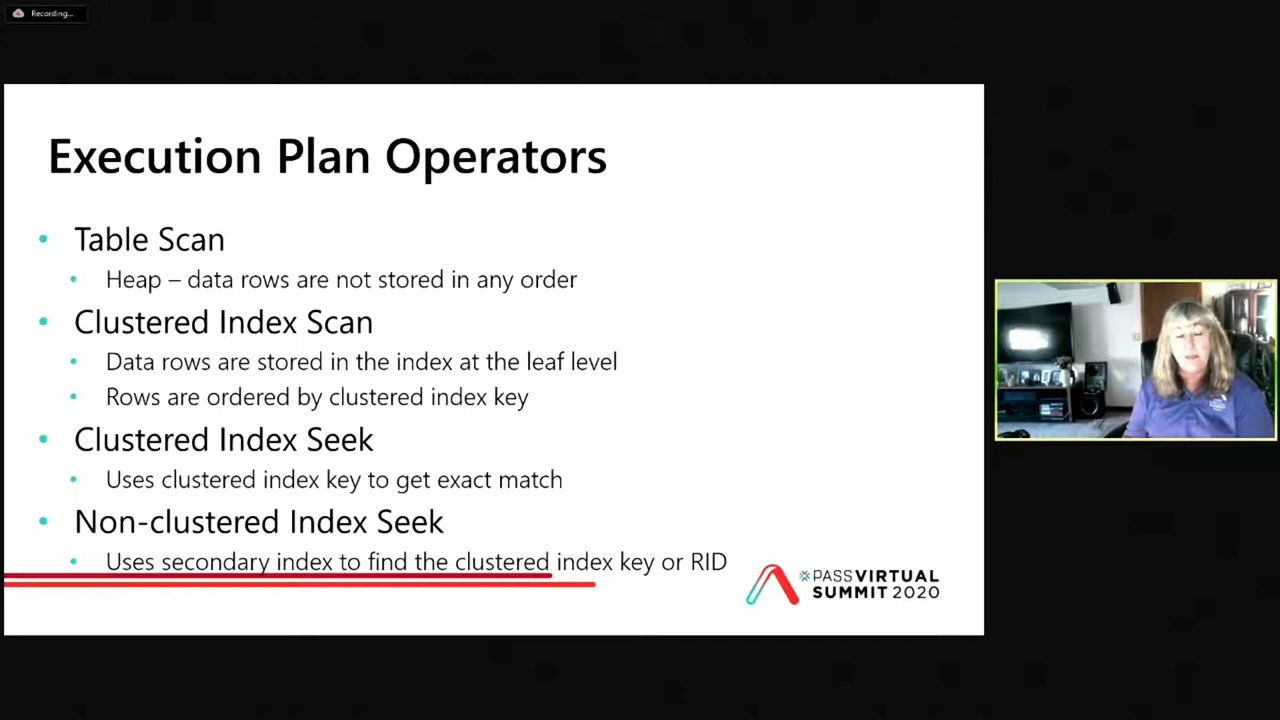 Recording...
Execution Plan Operators
• Table Scan
• Heap – data rows are not stored in any order
• Clustered Index Scan
• Data rows are stored in the index at the leaf level
• Rows are ordered by clustered index key
• Clustered Index Seek
• Uses clustered index key to get exact match
• Non-clustered Index Seek
• Uses secondary index to find the clustered index key or RID
PASS VIRTUAL
SUMMIT 2020